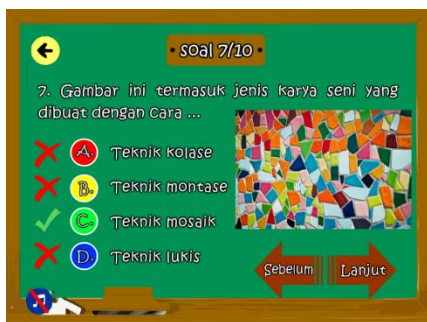 soal 7/10
7. Gambar ini termasuk jenis karya seni yang
dibuat dengan cara ...
A. Teknik kolase
B. Teknik montase
C. Teknik mosaik
D. Teknik lukis
Sebelum Lanjut